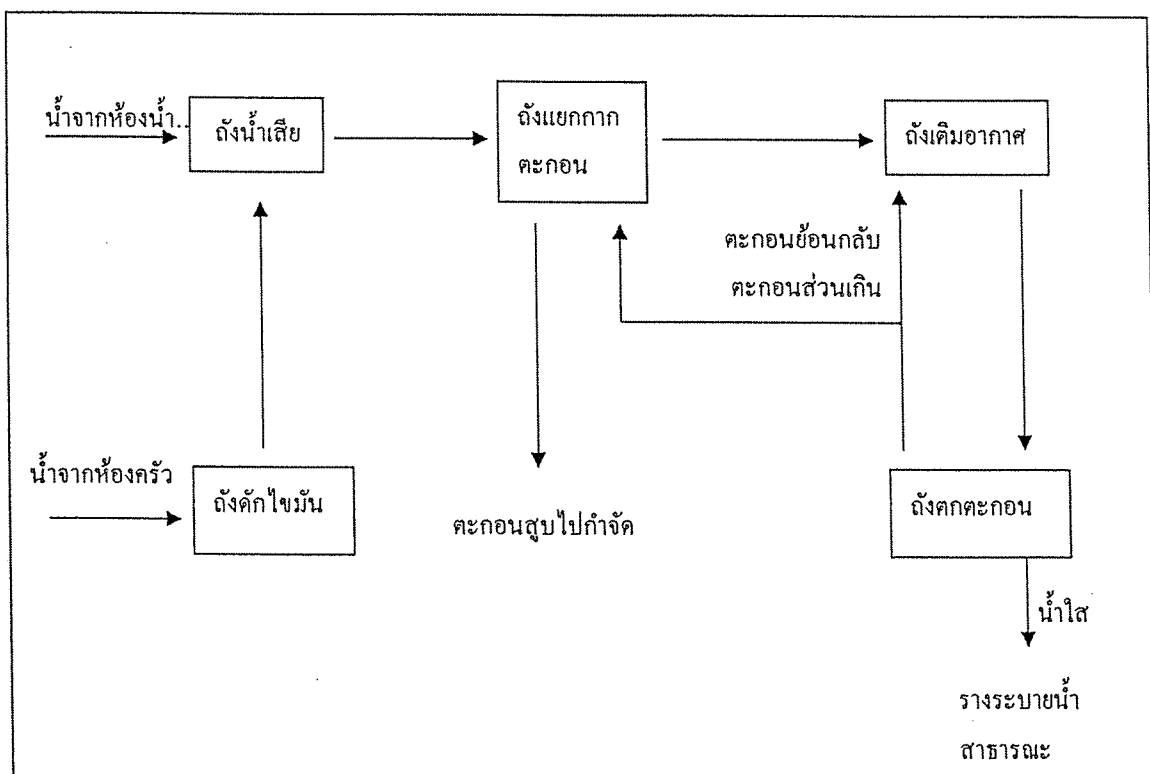 น้ำจากห้องน้ำ..
ถังน้ำเสีย
ถังแยกกาก
ตะกอน
ถังเติมอากาศ
ตะกอนย้อนกลับ
ตะกอนส่วนเกิน
น้ำจากห้องครัว
ถังดักไขมัน
ตะกอนสูบไปกำจัด
ถังตกตะกอน
น้ำใส
รางระบายน้ำ
สาธารณะ